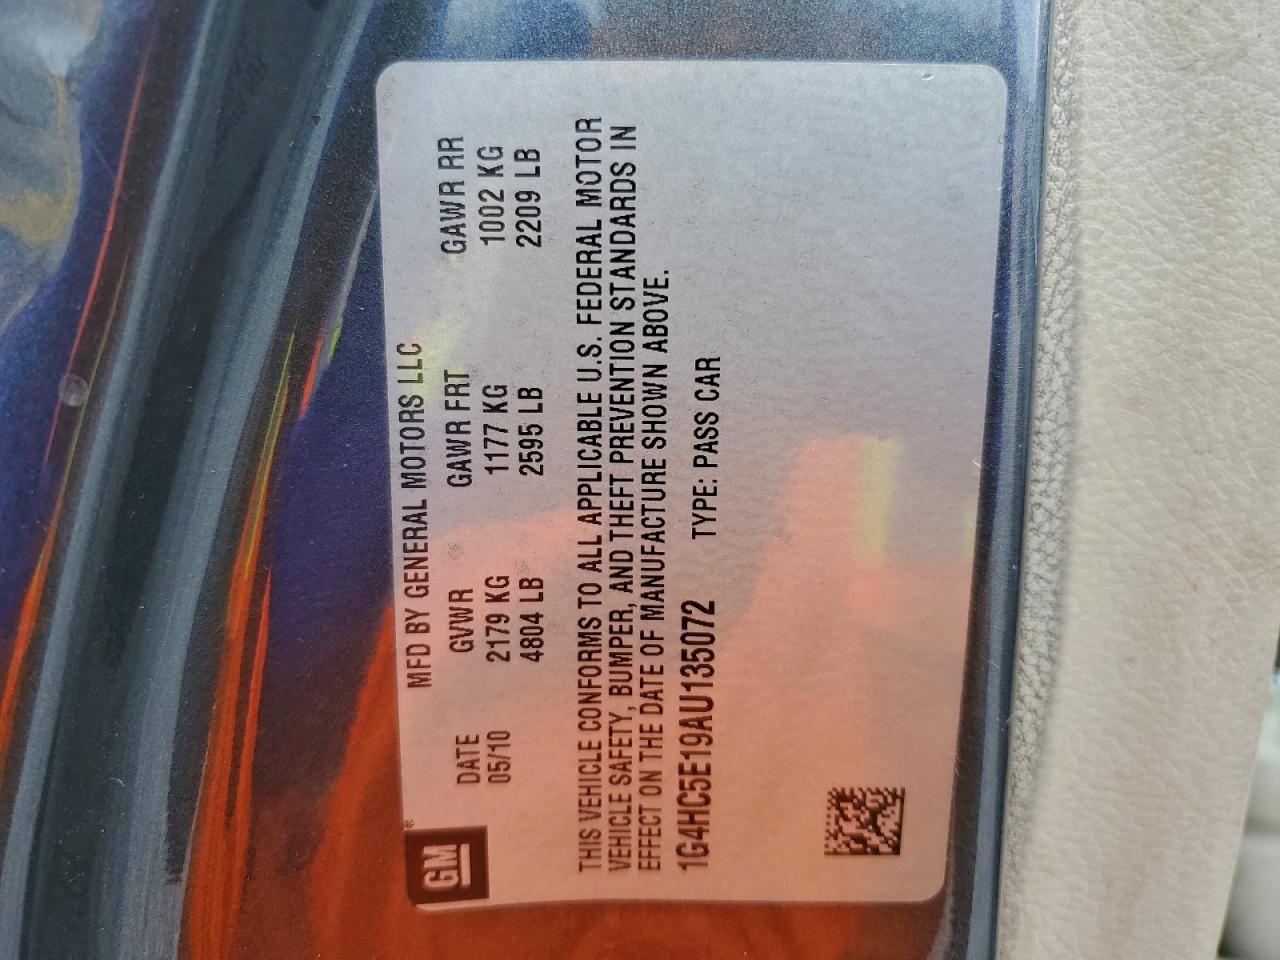 GM
MFD BY GENERAL MOTORS LLC
DATE GVWR GAWR FRT GAWR RR
05/10 2179 KG 1177 KG 1002 KG
4804 LB 2595 LB 2209 LB
THIS VEHICLE CONFORMS TO ALL APPLICABLE U.S. FEDERAL MOTOR
VEHICLE SAFETY, BUMPER, AND THEFT PREVENTION STANDARDS IN
EFFECT ON THE DATE OF MANUFACTURE SHOWN ABOVE.
1G4HC5E19AU135072 TYPE: PASS CAR